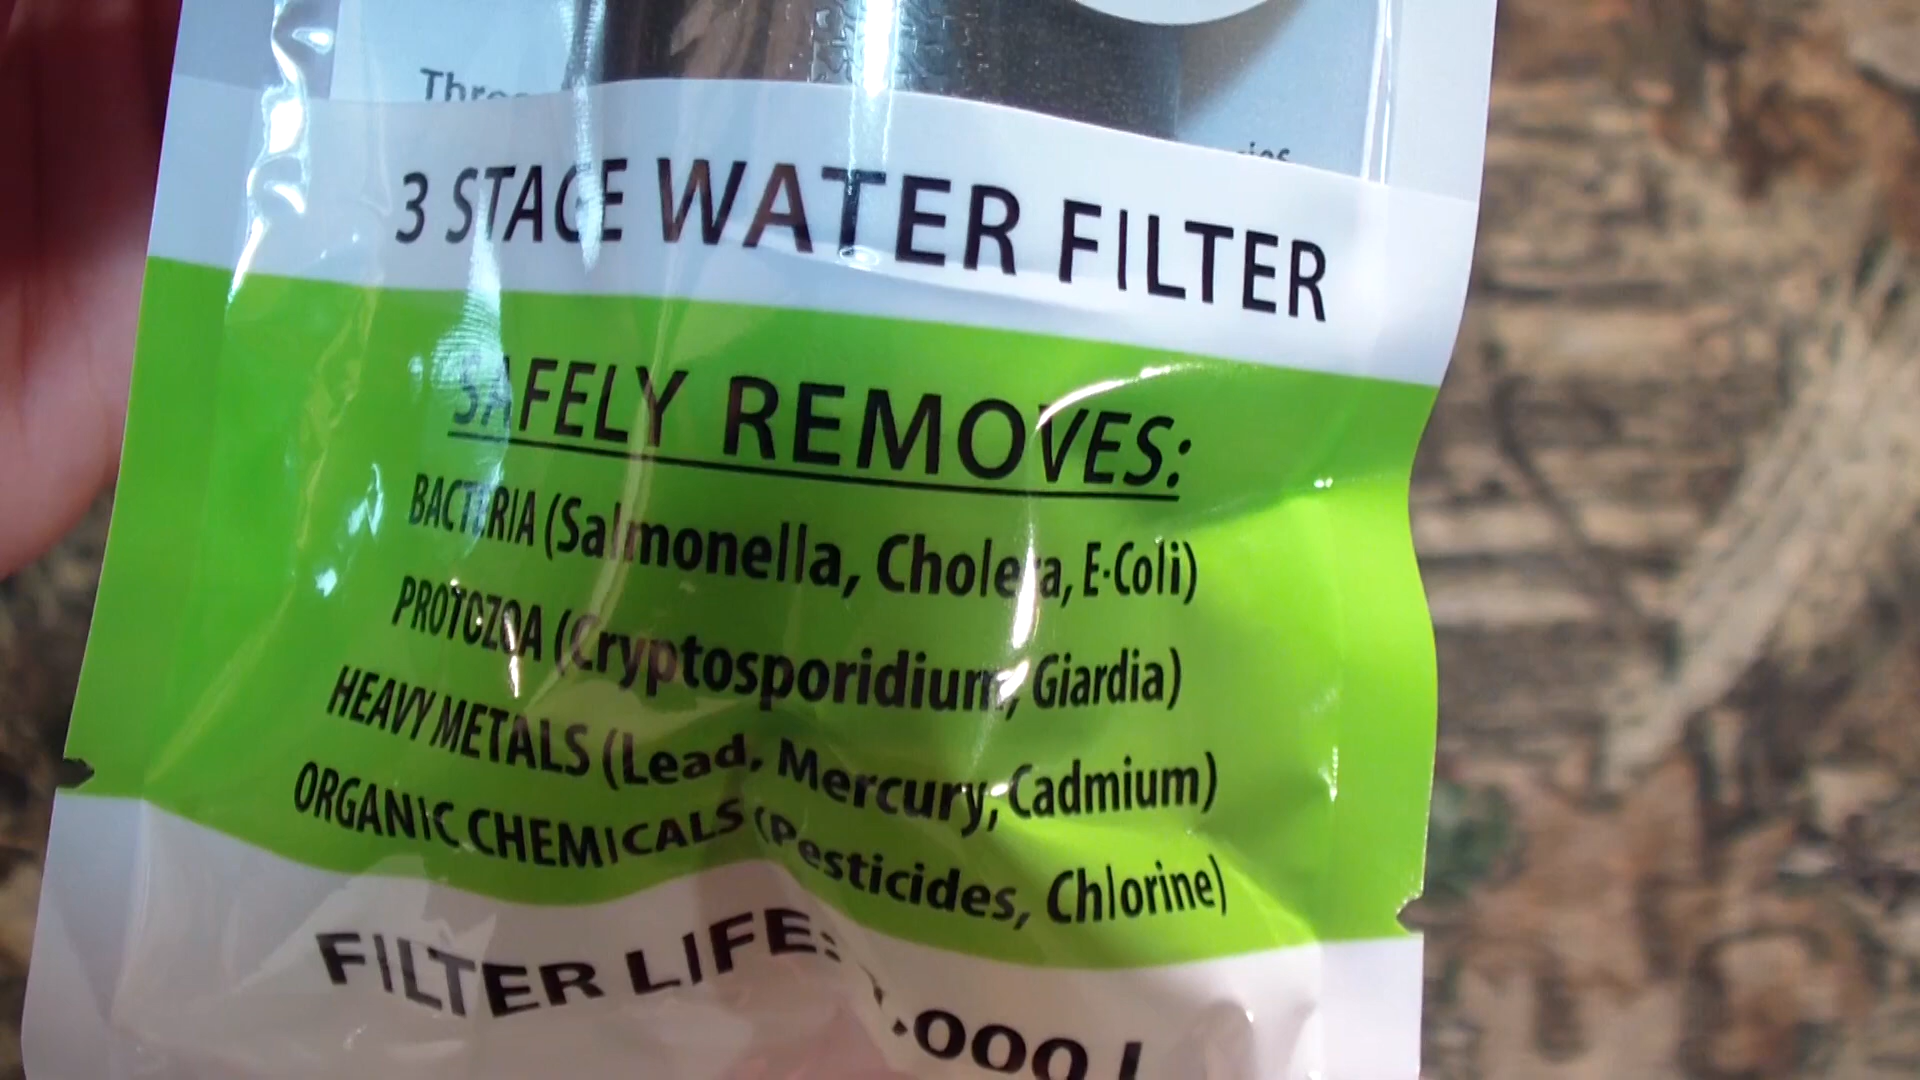 3 STAGE WATER FILTER
SAFELY REMOVES:
BACTERIA (Salmonella, Cholera, E-Coli)
PROTOZOA (Cryptosporidium, Giardia)
HEAVY METALS (Lead, Mercury, Cadmium)
ORGANIC CHEMICALS (Pesticides, Chlorine)
FILTER LIFE: